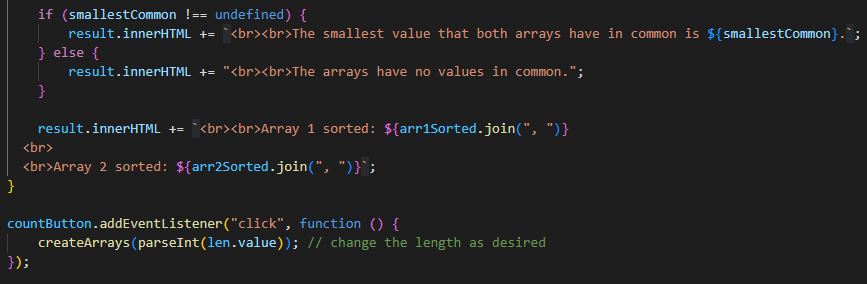 if (smallestCommon !== undefined) {
result.innerHTML += `<br><br>The smallest value that both arrays have in common is ${smallestCommon}.`;
} else {
result.innerHTML += "<br><br>The arrays have no values in common.";
}
result.innerHTML += `<br><br>Array 1 sorted: ${arr1Sorted.join(", ")}
<br>
<br>Array 2 sorted: ${arr2Sorted.join(", ")}`;
}
countButton.addEventListener("click", function () {
createArrays(parseInt(len.value)); // change the length as desired
});